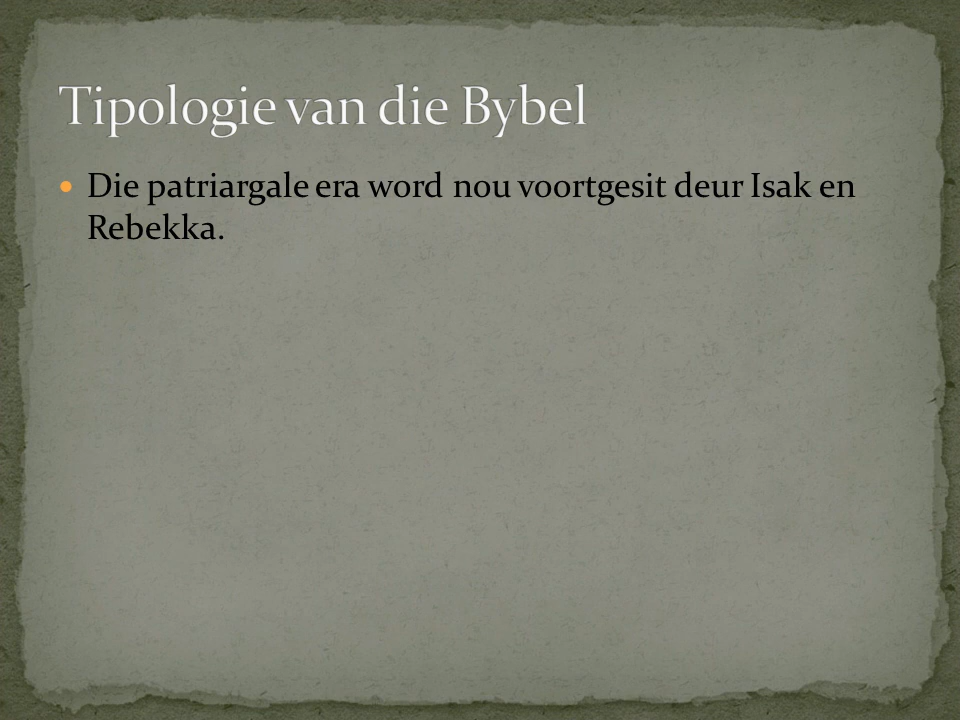 Tipologie van die Bybel
• Die patriargale era word nou voortgesit deur Isak en
Rebekka.